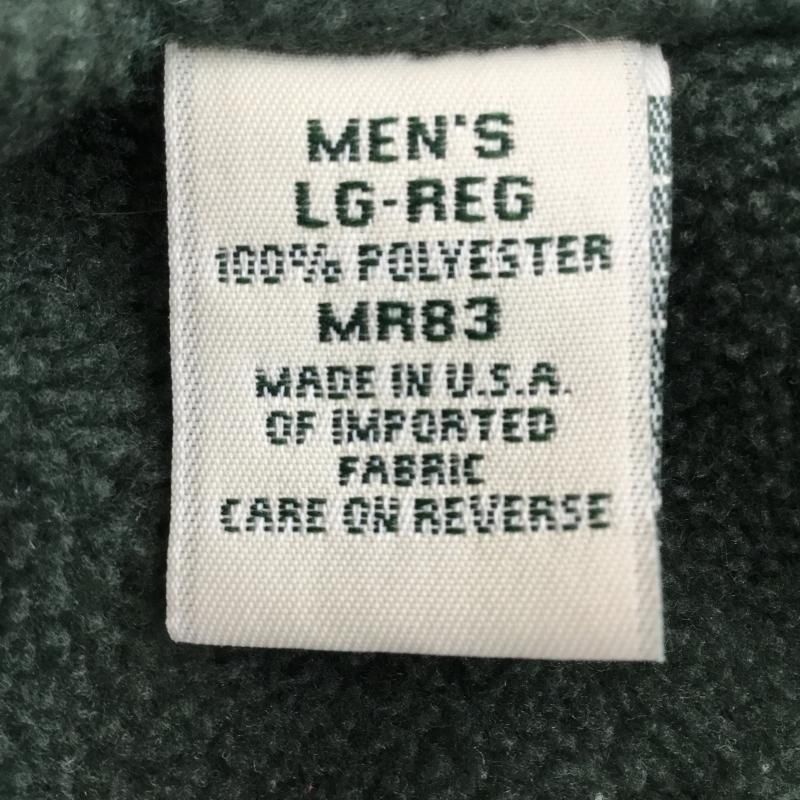 MEN'S
LG-REG
100% POLYESTER
MR83
MADE IN U.S.A.
OF IMPORTED
FABRIC
CARE ON REVERSE